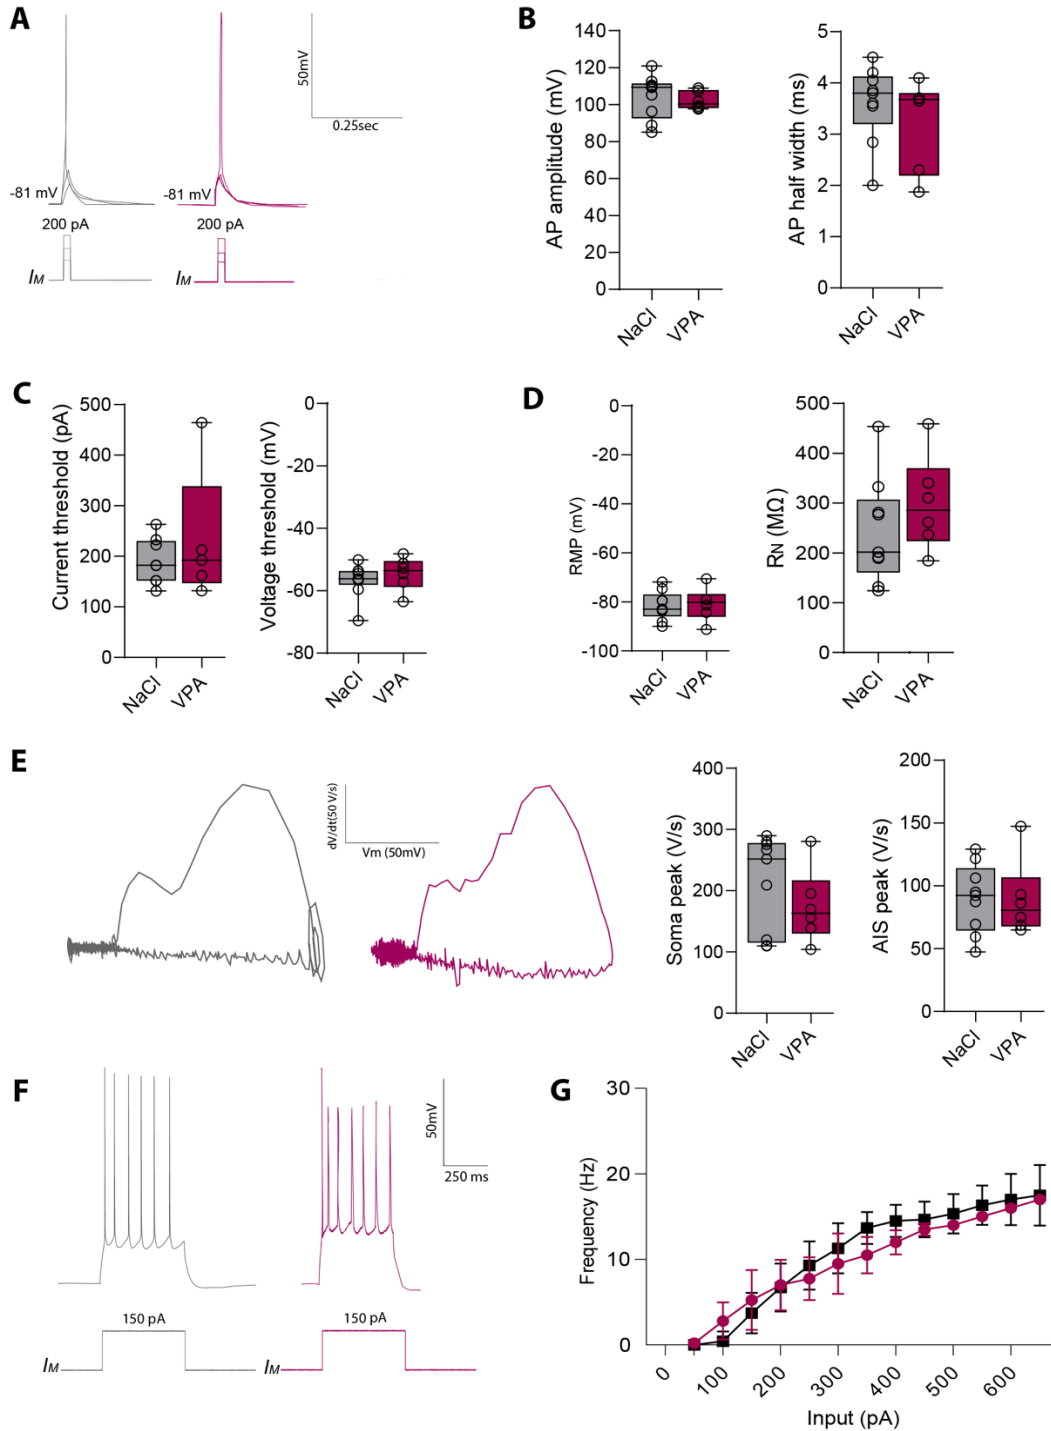 A
50mV
0.25sec
-81 mV
-81 mV
200 pA
200 pA
IM
IM
B
AP amplitude (mV)
140
120
100
80
60
40
20
0
NaCl
VPA
AP half width (ms)
5
4
3
2
1
0
NaCl
VPA
C
Current threshold (pA)
500
400
300
200
100
0
NaCl
VPA
Voltage threshold (mV)
0
-20
-40
-60
-80
NaCl
VPA
D
RMP (mV)
0
-20
-40
-60
-80
-100
NaCl
VPA
RN (MΩ)
500
400
300
200
100
0
NaCl
VPA
E
dV/dt(50 V/s)
Vm (50mV)
Soma peak (V/s)
400
300
200
100
0
NaCl
VPA
AIS peak (V/s)
200
150
100
50
0
NaCl
VPA
F
50mV
250 ms
150 pA
150 pA
IM
IM
G
Frequency (Hz)
30
20
10
0
0
100
200
300
400
500
600
Input (pA)